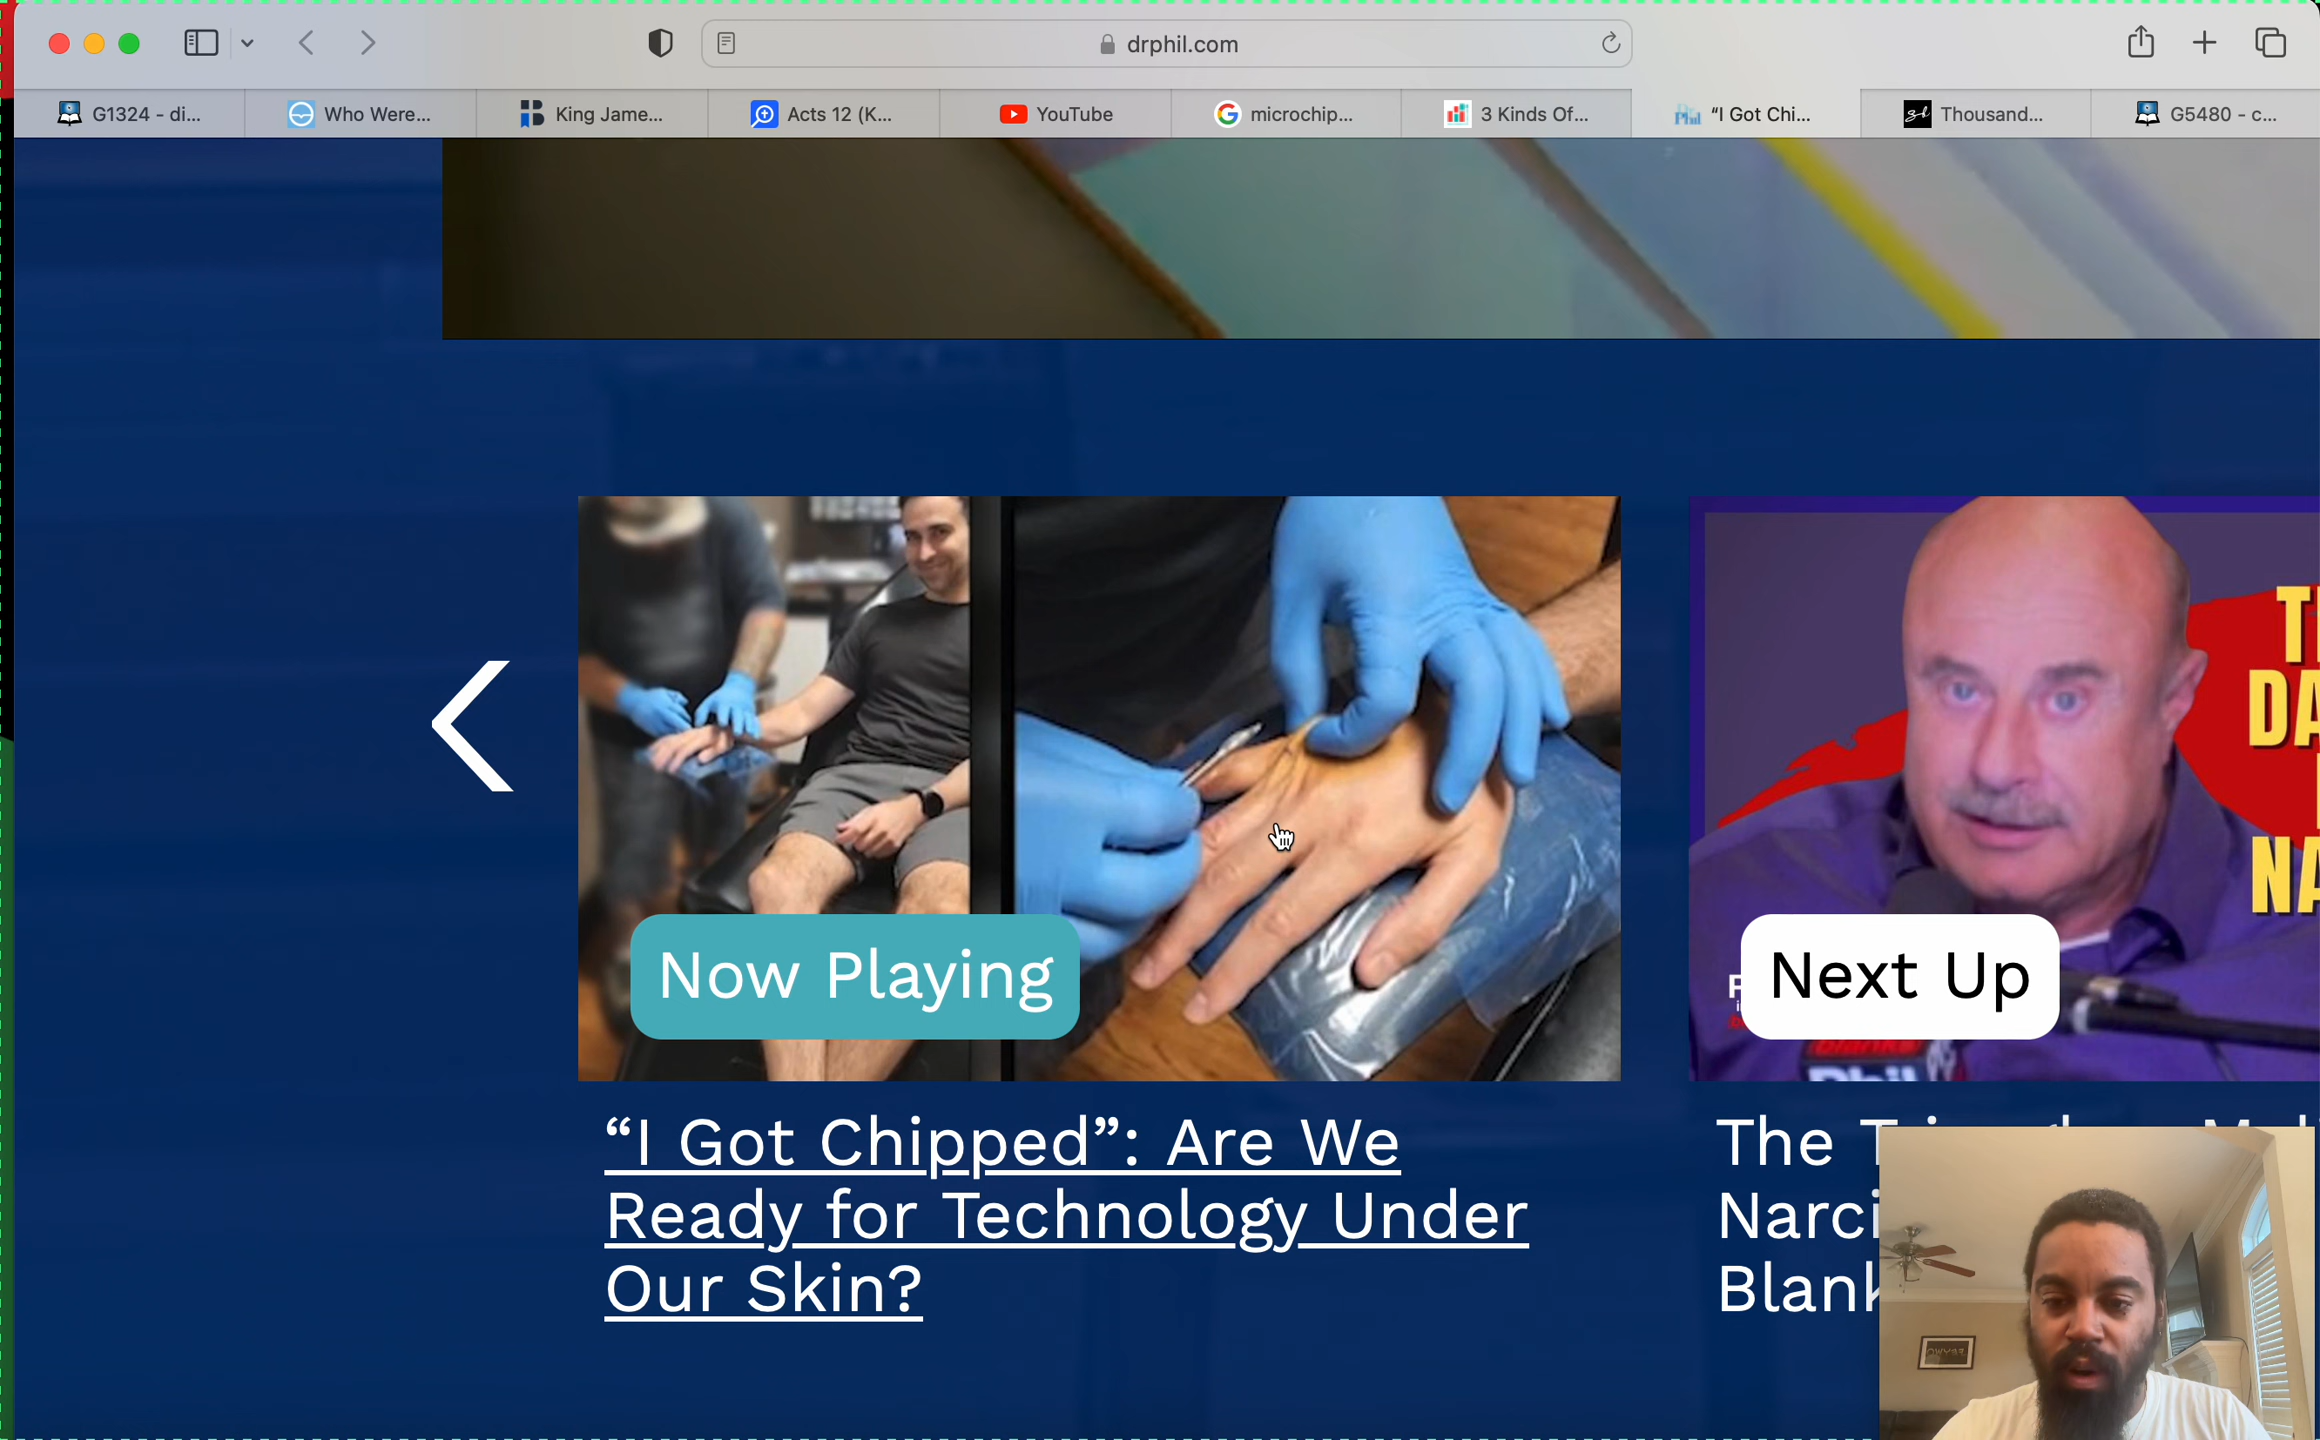 drphil.com
G1324 - di...
Who Were...
King Jame...
Acts 12 (K...
YouTube
microchip...
3 Kinds Of...
“I Got Chi...
Thousand...
G5480 - c...
Now Playing
Next Up
“I Got Chipped”: Are We
Ready for Technology Under
Our Skin?
The
Narci
Blank